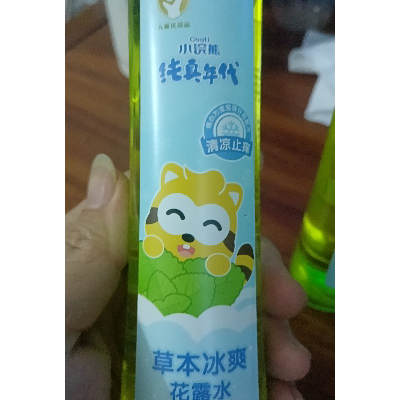 小浣熊
纯真年代
清凉止痒
草本冰爽
花露水